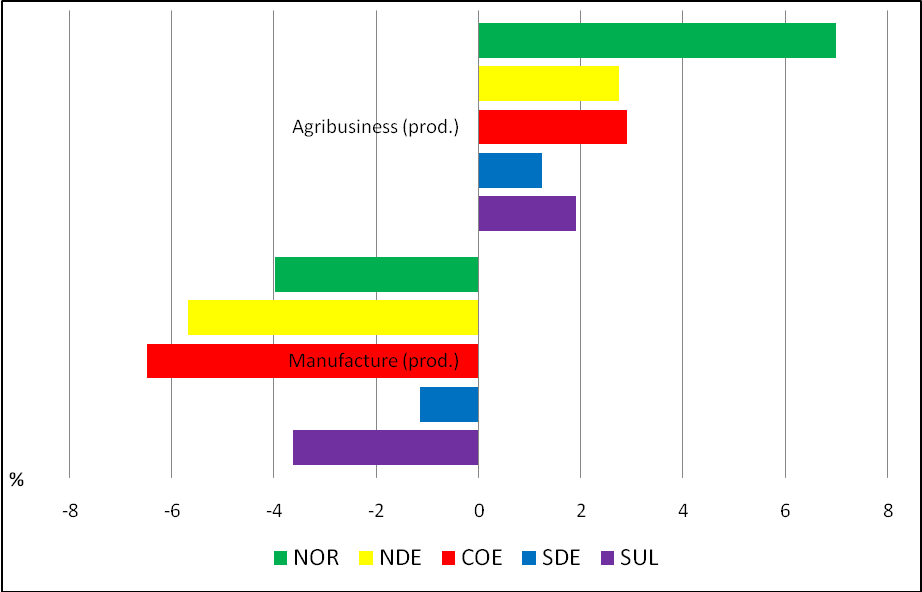 Agribusiness (prod.)
Manufacture (prod.)
%
-8 -6 -4 -2 0 2 4 6 8
NOR NDE COE SDE SUL